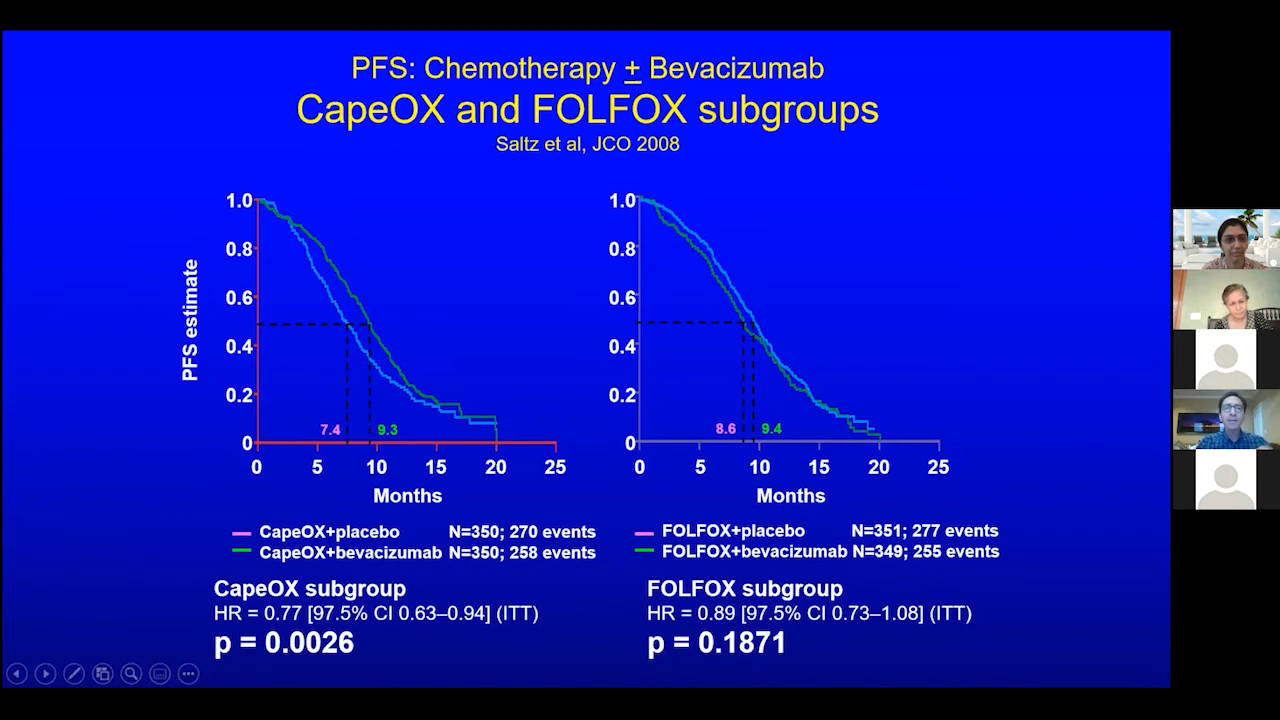 PFS: Chemotherapy + Bevacizumab
CapeOX and FOLFOX subgroups
Saltz et al, JCO 2008
PFS estimate
1.0
0.8
0.6
0.4
0.2
0
7.4 9.3
0 5 10 15 20 25
Months
CapeOX+placebo N=350; 270 events
CapeOX+bevacizumab N=350; 258 events
CapeOX subgroup
HR = 0.77 [97.5% CI 0.63–0.94] (ITT)
p = 0.0026
1.0
0.8
0.6
0.4
0.2
0
8.6 9.4
0 5 10 15 20 25
Months
FOLFOX+placebo N=351; 277 events
FOLFOX+bevacizumab N=349; 255 events
FOLFOX subgroup
HR = 0.89 [97.5% CI 0.73–1.08] (ITT)
p = 0.1871